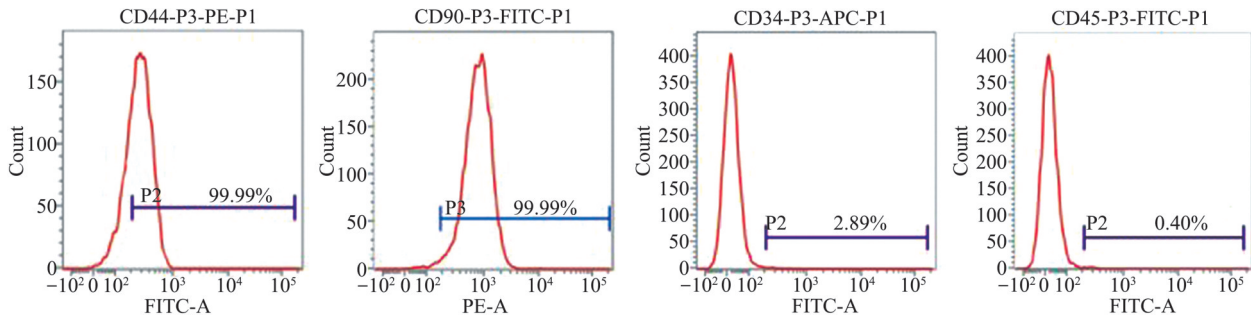 CD44-P3-PE-P1
150
100
50
0
Count
P2 99.99%
−10² 0 10² 10³ 10⁴ 10⁵
FITC-A
CD90-P3-FITC-P1
200
150
100
50
0
Count
P3 99.99%
−10² 0 10² 10³ 10⁴ 10⁵
PE-A
CD34-P3-APC-P1
400
350
300
250
200
150
100
50
0
Count
P2 2.89%
−10² 0 10² 10³ 10⁴ 10⁵
FITC-A
CD45-P3-FITC-P1
400
350
300
250
200
150
100
50
0
Count
P2 0.40%
−10² 0 10² 10³ 10⁴ 10⁵
FITC-A